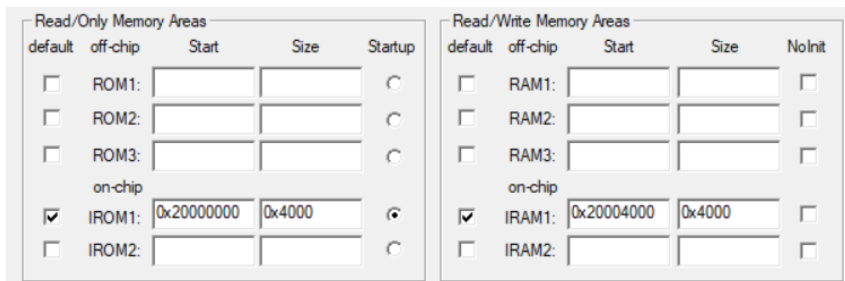 Read/Only Memory Areas
default off-chip Start Size Startup
ROM1:
ROM2:
ROM3:
on-chip
IROM1: 0x20000000 0x4000
IROM2:
Read/Write Memory Areas
default off-chip Start Size NoInit
RAM1:
RAM2:
RAM3:
on-chip
IRAM1: 0x20004000 0x4000
IRAM2: